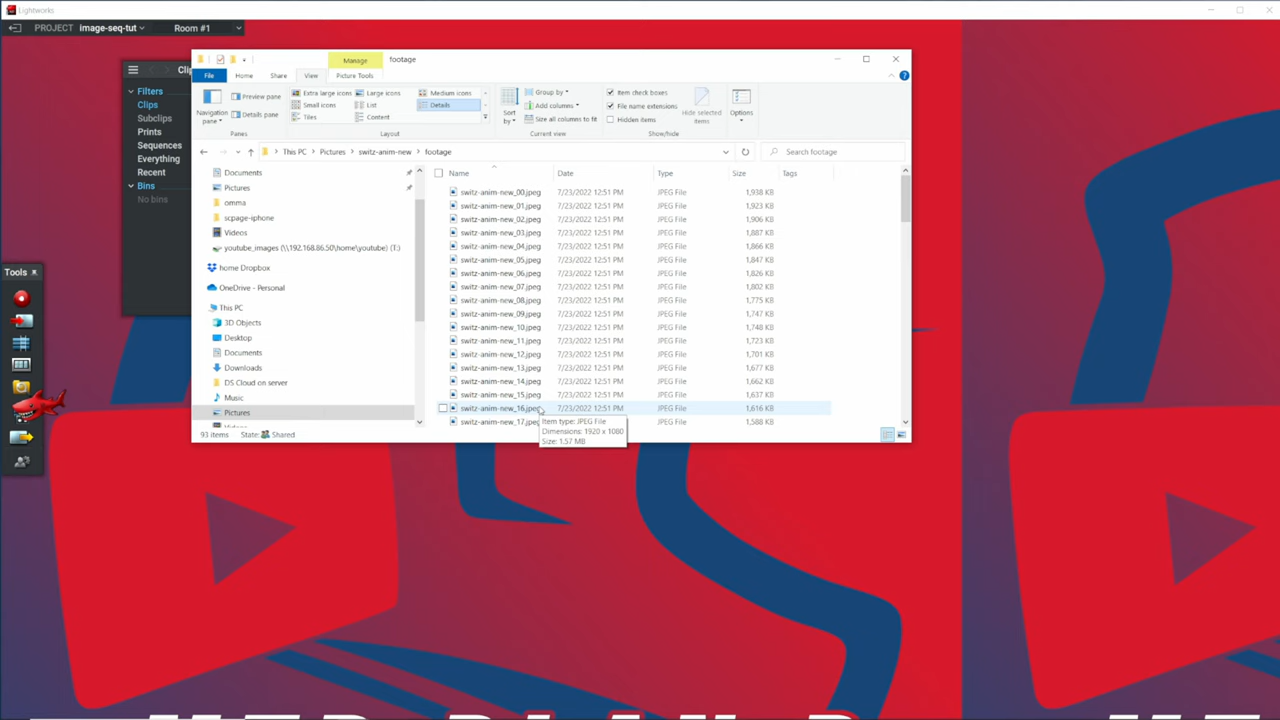 Lightworks
PROJECT image-seq-tut Room #1
Manage footage
File Home Share View Picture Tools
Navigation pane
Preview pane
Details pane
Panes
Extra large icons Large icons Medium icons
Small icons List Details
Tiles Content
Layout
Sort by
Group by
Add columns
Size all columns to fit
Current view
Item check boxes
File name extensions
Hidden items
Hide selected items
Show/hide
Options
This PC Pictures switz-anim-new footage
Search footage
Filters
Clips
Subclips
Prints
Sequences
Everything
Recent
Bins
No bins
Tools
Documents
Pictures
omma
scpage-iphone
Videos
youtube_images (\\192.168.86.50\home\youtube) (T:)
home Dropbox
OneDrive - Personal
This PC
3D Objects
Desktop
Documents
Downloads
DS Cloud on server
Music
Pictures
Name Date Type Size Tags
switz-anim-new_00.jpeg 7/23/2022 12:51 PM JPEG File 1,938 KB
switz-anim-new_01.jpeg 7/23/2022 12:51 PM JPEG File 1,923 KB
switz-anim-new_02.jpeg 7/23/2022 12:51 PM JPEG File 1,906 KB
switz-anim-new_03.jpeg 7/23/2022 12:51 PM JPEG File 1,887 KB
switz-anim-new_04.jpeg 7/23/2022 12:51 PM JPEG File 1,866 KB
switz-anim-new_05.jpeg 7/23/2022 12:51 PM JPEG File 1,847 KB
switz-anim-new_06.jpeg 7/23/2022 12:51 PM JPEG File 1,826 KB
switz-anim-new_07.jpeg 7/23/2022 12:51 PM JPEG File 1,802 KB
switz-anim-new_08.jpeg 7/23/2022 12:51 PM JPEG File 1,775 KB
switz-anim-new_09.jpeg 7/23/2022 12:51 PM JPEG File 1,747 KB
switz-anim-new_10.jpeg 7/23/2022 12:51 PM JPEG File 1,748 KB
switz-anim-new_11.jpeg 7/23/2022 12:51 PM JPEG File 1,723 KB
switz-anim-new_12.jpeg 7/23/2022 12:51 PM JPEG File 1,701 KB
switz-anim-new_13.jpeg 7/23/2022 12:51 PM JPEG File 1,677 KB
switz-anim-new_14.jpeg 7/23/2022 12:51 PM JPEG File 1,662 KB
switz-anim-new_15.jpeg 7/23/2022 12:51 PM JPEG File 1,637 KB
switz-anim-new_16.jpeg 7/23/2022 12:51 PM JPEG File 1,616 KB
switz-anim-new_17.jpeg JPEG File 1,588 KB
Item type: JPEG File
Dimensions: 1920 x 1080
Size: 1.57 MB
93 items State: Shared